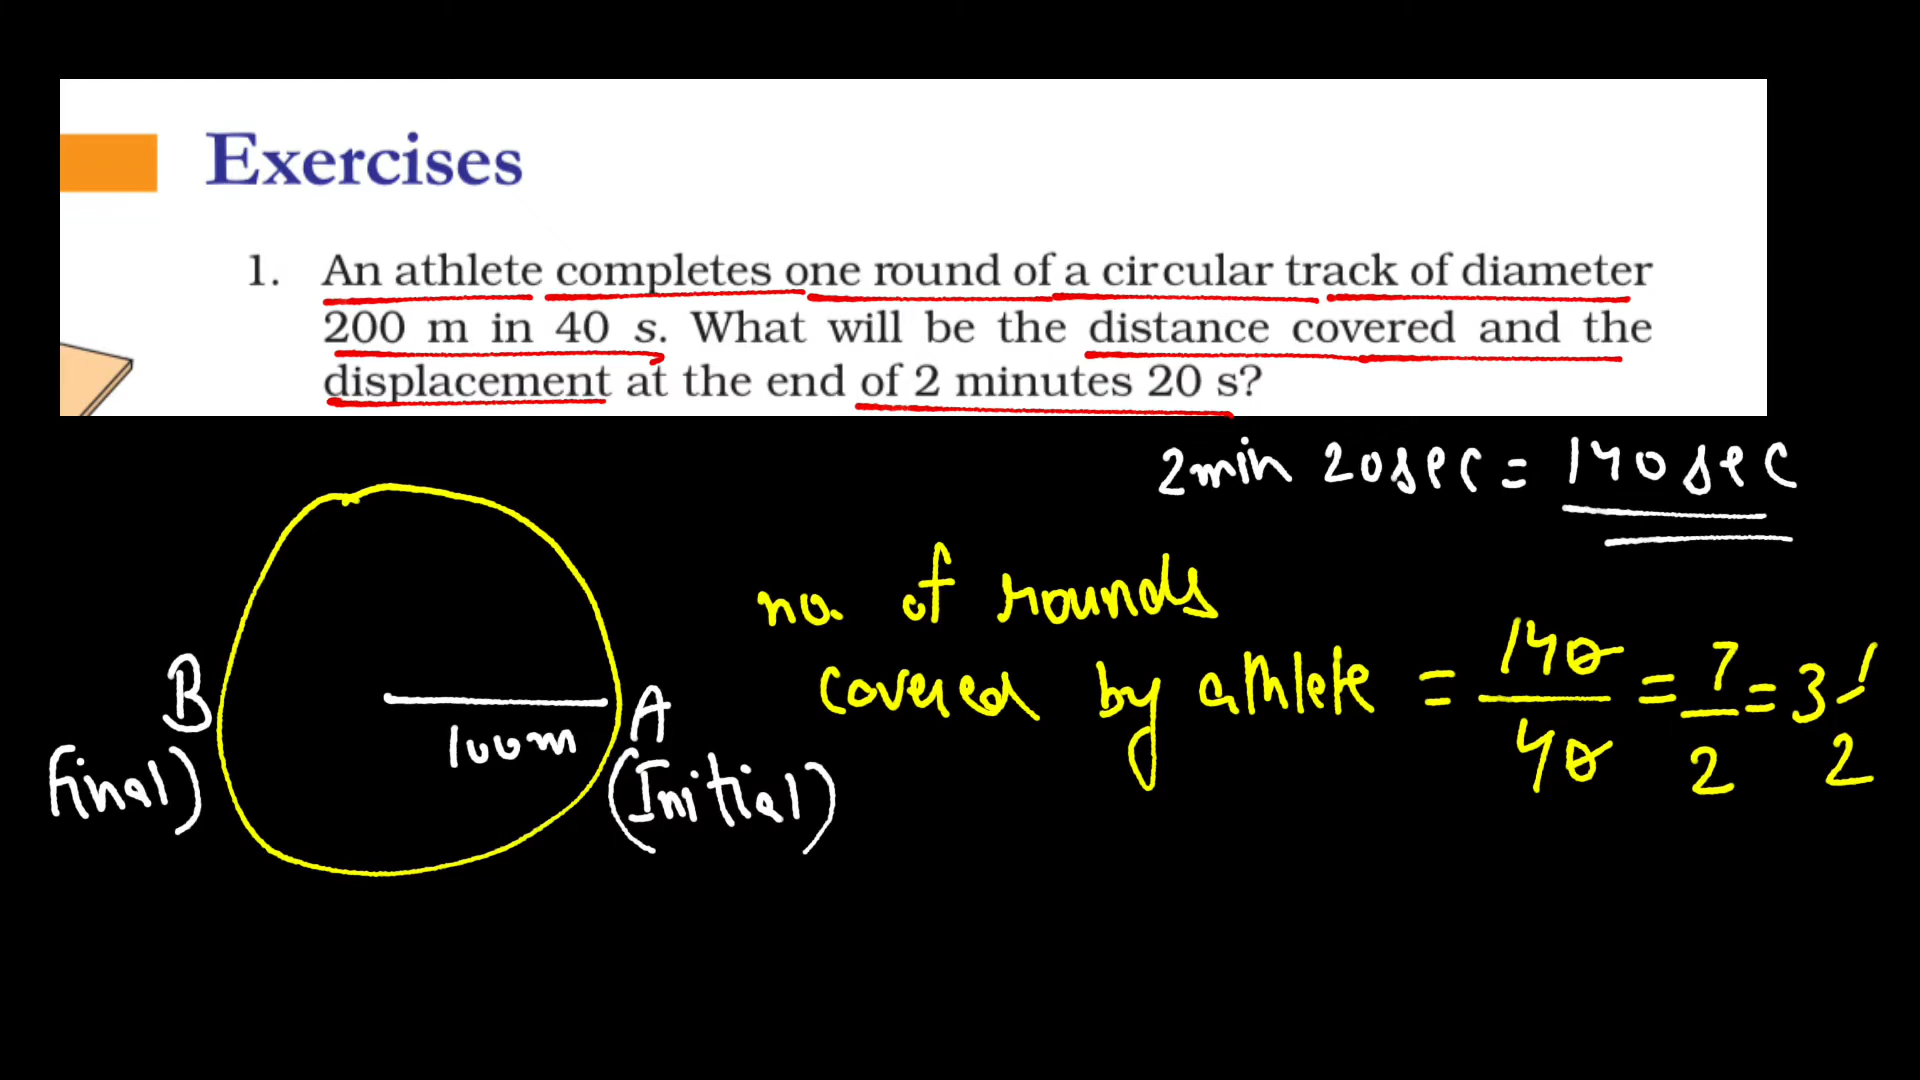 Exercises
1. An athlete completes one round of a circular track of diameter
200 m in 40 s. What will be the distance covered and the
displacement at the end of 2 minutes 20 s?
2min 20sec = 140sec
no. of rounds
covered by athlete = 140/40 = 7/2 = 3 1/2
B
A
100m
Final)
(Initial)